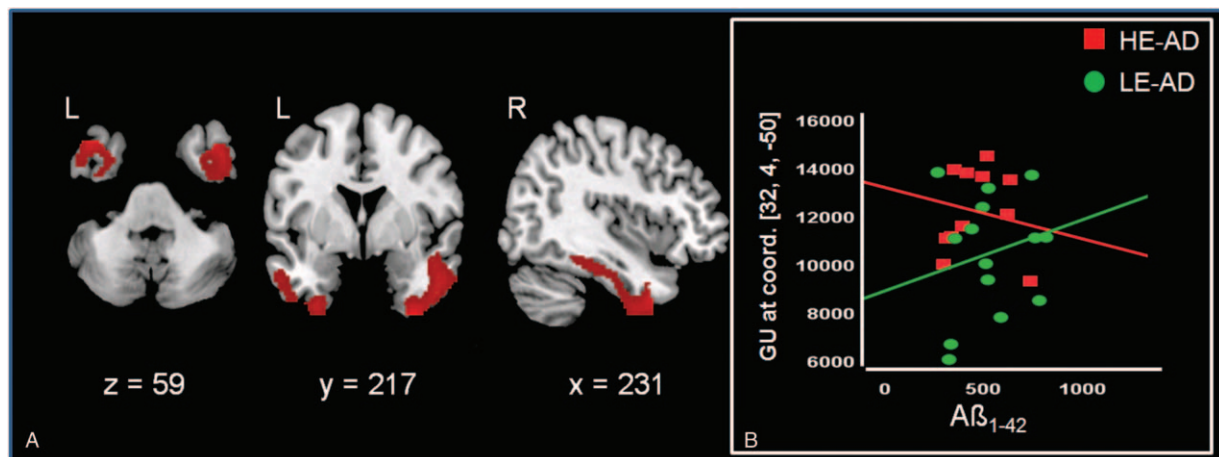 L
L
R
z = 59
y = 217
x = 231
A
HE-AD
LE-AD
GU at coord. [32, 4, -50]
16000
14000
12000
10000
8000
6000
0 500 1000
Aß1-42
B